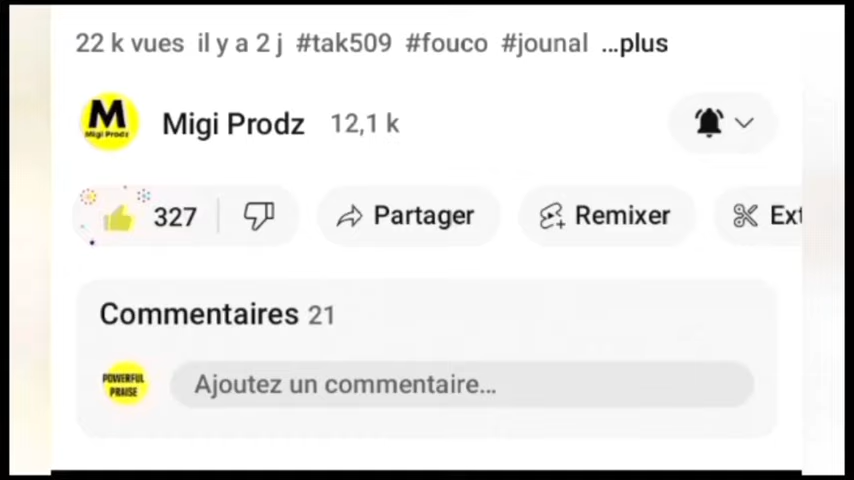 22 k vues il y a 2 j #tak509 #fouco #jounal ...plus
M
Migi Prodz
Migi Prodz 12,1 k
327 Partager Remixer Ext
Commentaires 21
POWERFUL
PRAISE
Ajoutez un commentaire...